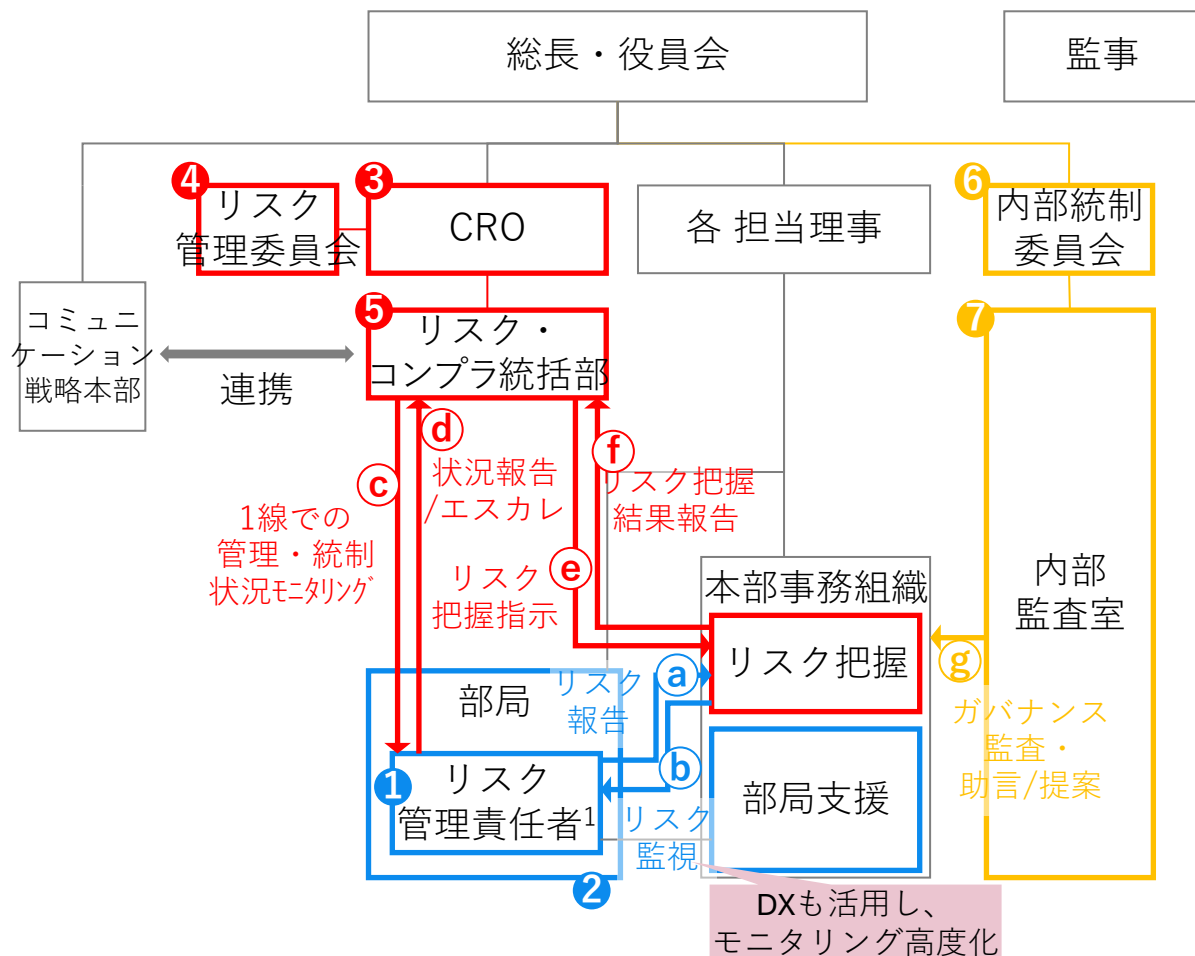 総長・役員会
監事
❹
リスク
管理委員会
❸
CRO
各 担当理事
❻
内部統制
委員会
コミュニ
ケーション
戦略本部
連携
❺
リスク・
コンプラ統括部
❼
内部
監査室
ⓒ
1線での
管理・統制
状況ﾓﾆﾀﾘﾝｸﾞ
ⓓ
状況報告
/エスカレ
ⓔ
リスク
把握指示
ⓕ
リスク把握
結果報告
本部事務組織
リスク把握
部局支援
ⓖ
ガバナンス
監査・
助言/提案
部局
❶
リスク
管理責任者¹
❷
ⓐ
リスク
報告
ⓑ
リスク
監視
DXも活用し、
モニタリング高度化